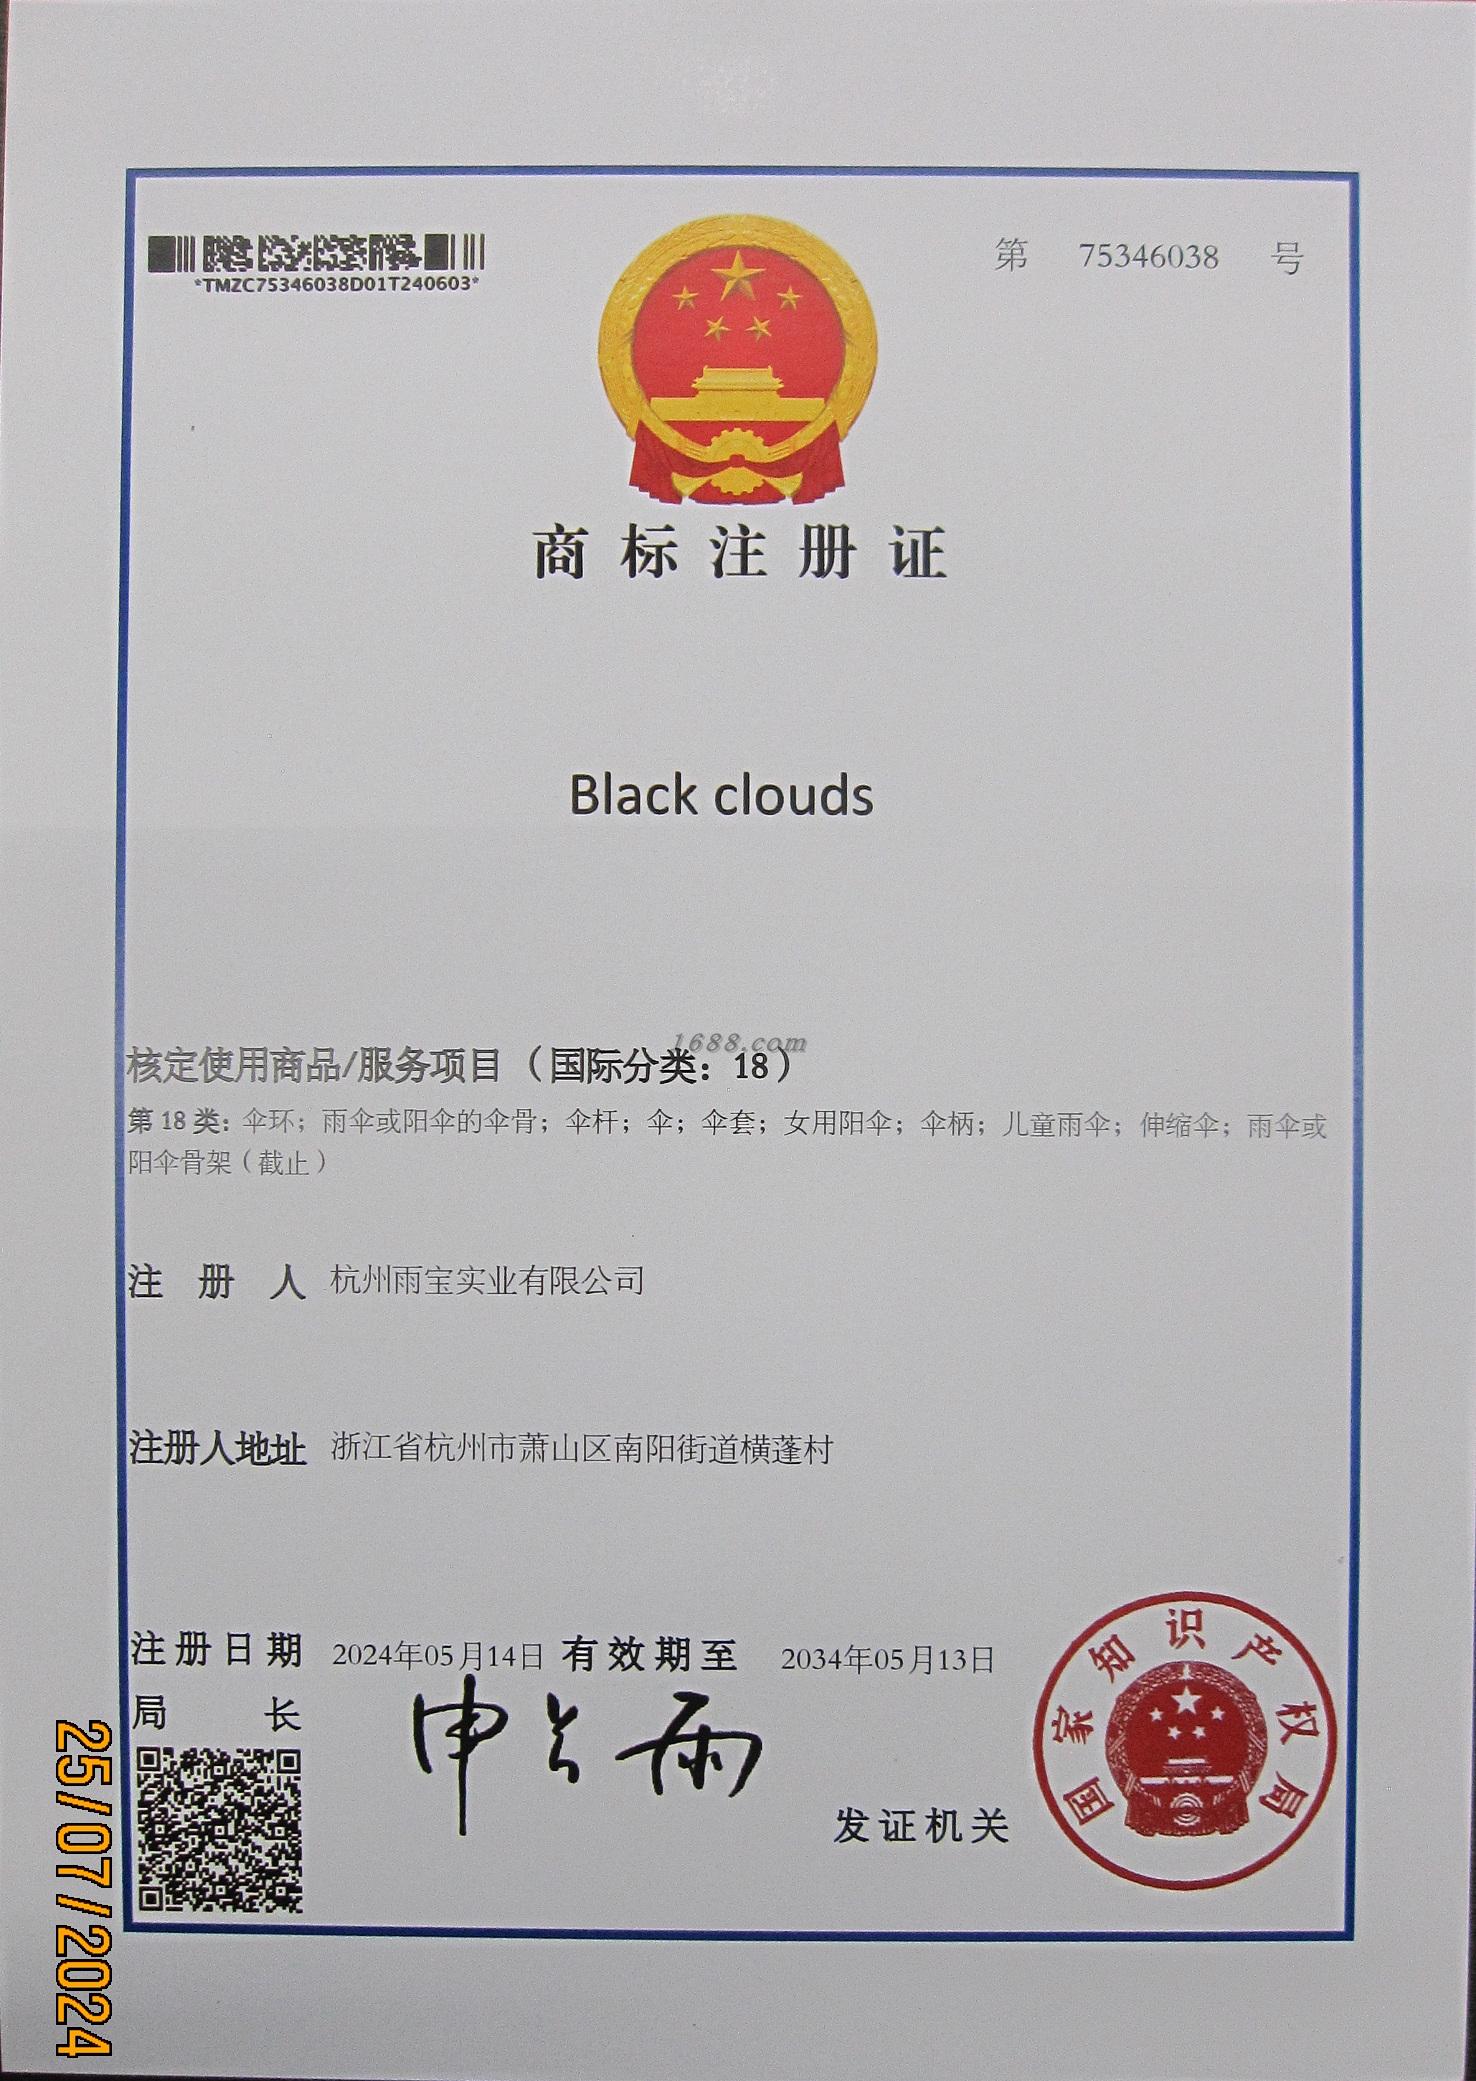 *TMZC75346038D01T240603*
第 75346038 号
商标注册证
Black clouds
1688.com
核定使用商品/服务项目（国际分类：18）
第18类：伞环；雨伞或阳伞的伞骨；伞杆；伞；伞套；女用阳伞；伞柄；儿童雨伞；伸缩伞；雨伞或
阳伞骨架（截止）
注册人 杭州雨宝实业有限公司
注册人地址 浙江省杭州市萧山区南阳街道横蓬村
注册日期 2024年05月14日 有效期至 2034年05月13日
局长 申长雨
发证机关
国家知识产权局
25/07/2024